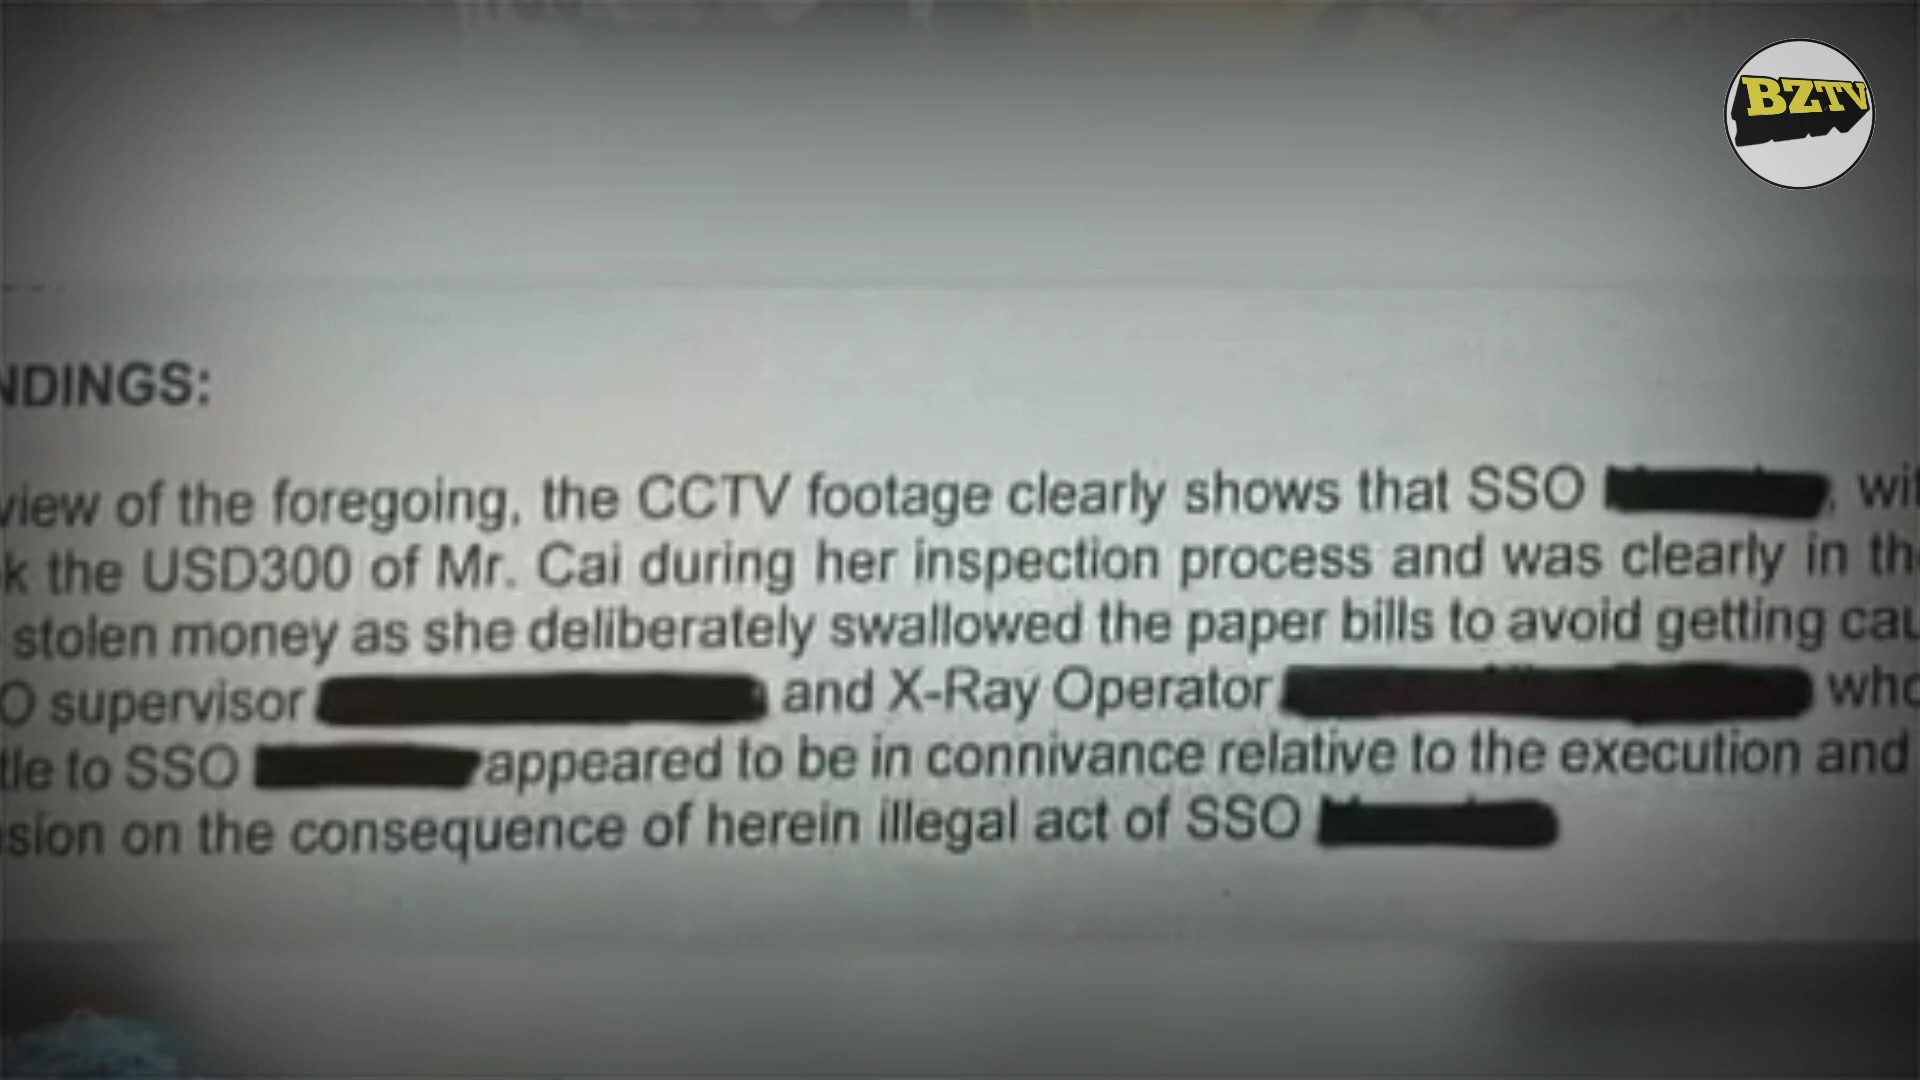 BZTV
NDINGS:
view of the foregoing, the CCTV footage clearly shows that SSO , wit
k the USD300 of Mr. Cai during her inspection process and was clearly in the
stolen money as she deliberately swallowed the paper bills to avoid getting cau
O supervisor and X-Ray Operator who
tle to SSO appeared to be in connivance relative to the execution and
sion on the consequence of herein illegal act of SSO